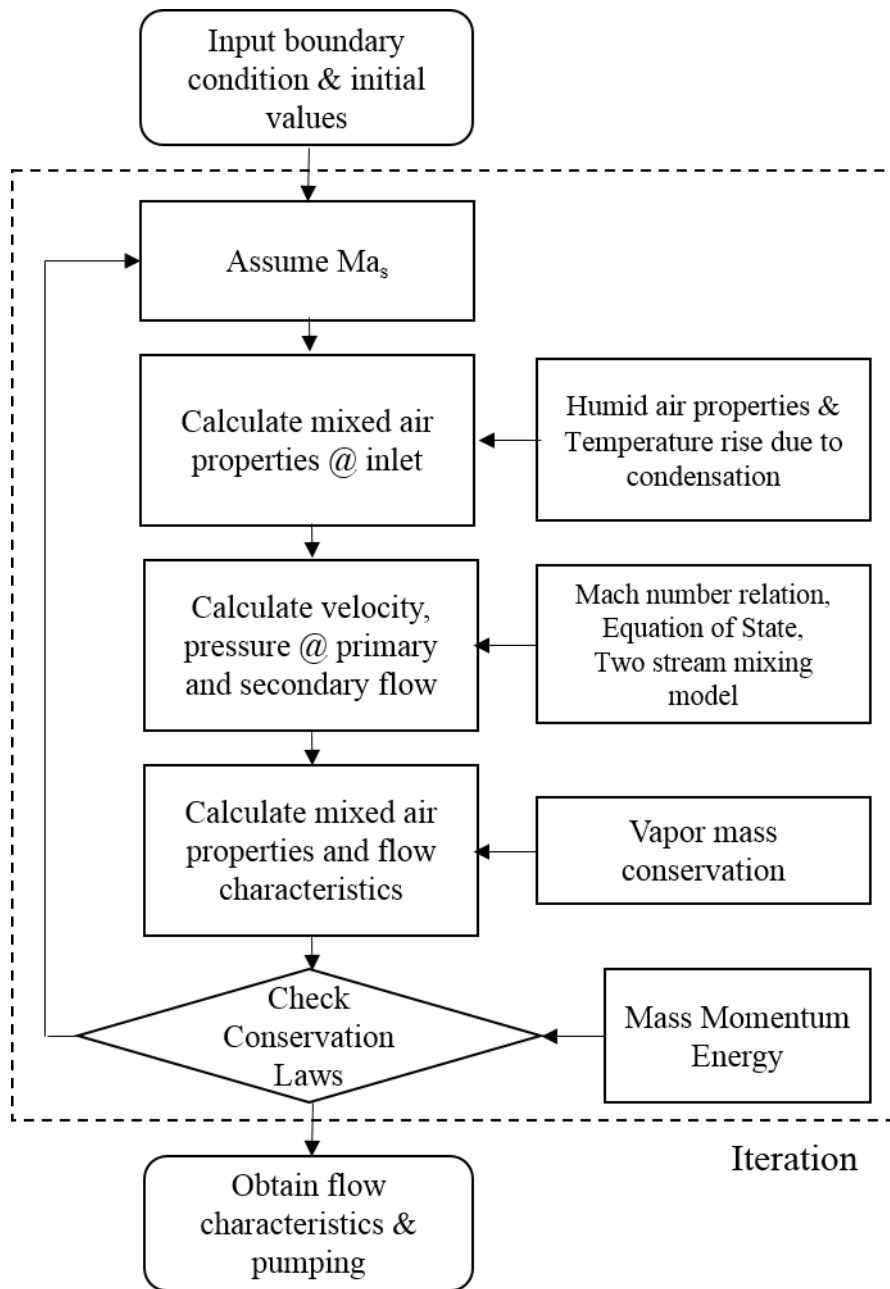 Input boundary
condition & initial
values
Assume Maₛ
Calculate mixed air
properties @ inlet
Humid air properties &
Temperature rise due to
condensation
Calculate velocity,
pressure @ primary
and secondary flow
Mach number relation,
Equation of State,
Two stream mixing
model
Calculate mixed air
properties and flow
characteristics
Vapor mass
conservation
Check
Conservation
Laws
Mass Momentum
Energy
Iteration
Obtain flow
characteristics &
pumping